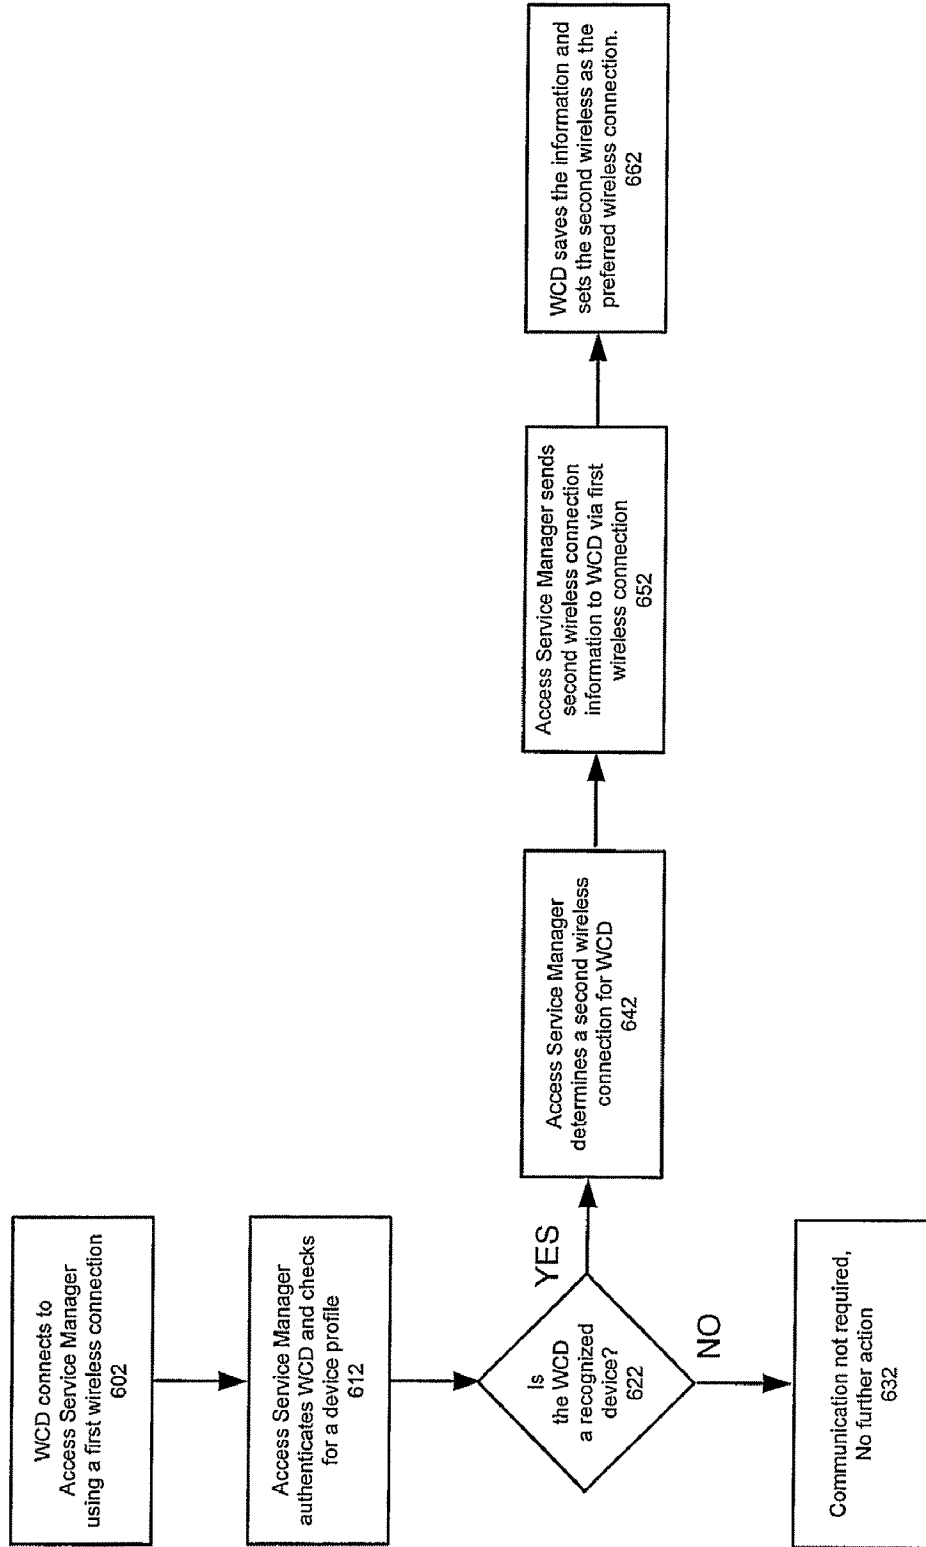 WCD connects to
Access Service Manager
using a first wireless connection
602
Access Service Manager
authenticates WCD and checks
for a device profile
612
Is
the WCD
a recognized
device?
622
YES
NO
Communication not required,
No further action
632
Access Service Manager
determines a second wireless
connection for WCD
642
Access Service Manager sends
second wireless connection
information to WCD via first
wireless connection
652
WCD saves the information and
sets the second wireless as the
preferred wireless connection.
662